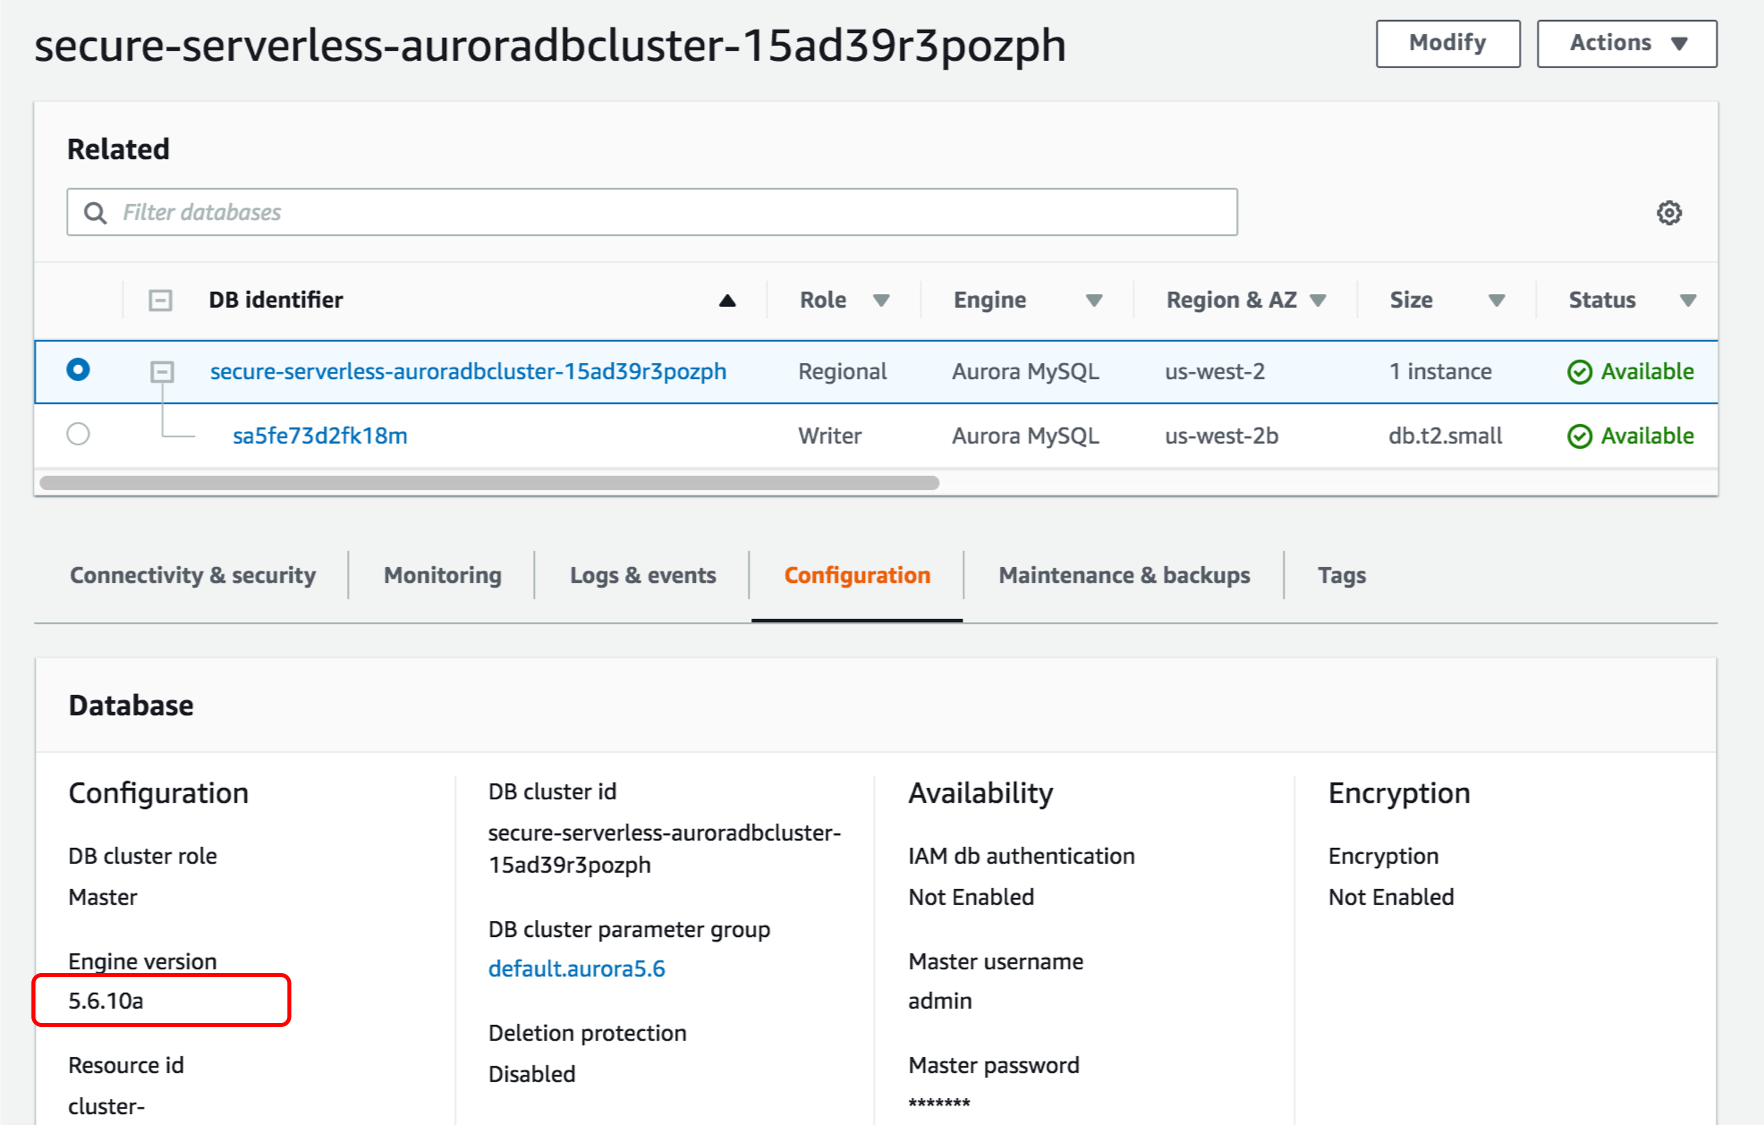 secure-serverless-auroradbcluster-15ad39r3pozph
Modify
Actions
Related
Filter databases
DB identifier Role Engine Region & AZ Size Status
secure-serverless-auroradbcluster-15ad39r3pozph Regional Aurora MySQL us-west-2 1 instance Available
sa5fe73d2fk18m Writer Aurora MySQL us-west-2b db.t2.small Available
Connectivity & security Monitoring Logs & events Configuration Maintenance & backups Tags
Database
Configuration
DB cluster role
Master
Engine version
5.6.10a
Resource id
cluster-
DB cluster id
secure-serverless-auroradbcluster-
15ad39r3pozph
DB cluster parameter group
default.aurora5.6
Deletion protection
Disabled
Availability
IAM db authentication
Not Enabled
Master username
admin
Master password
*******
Encryption
Encryption
Not Enabled